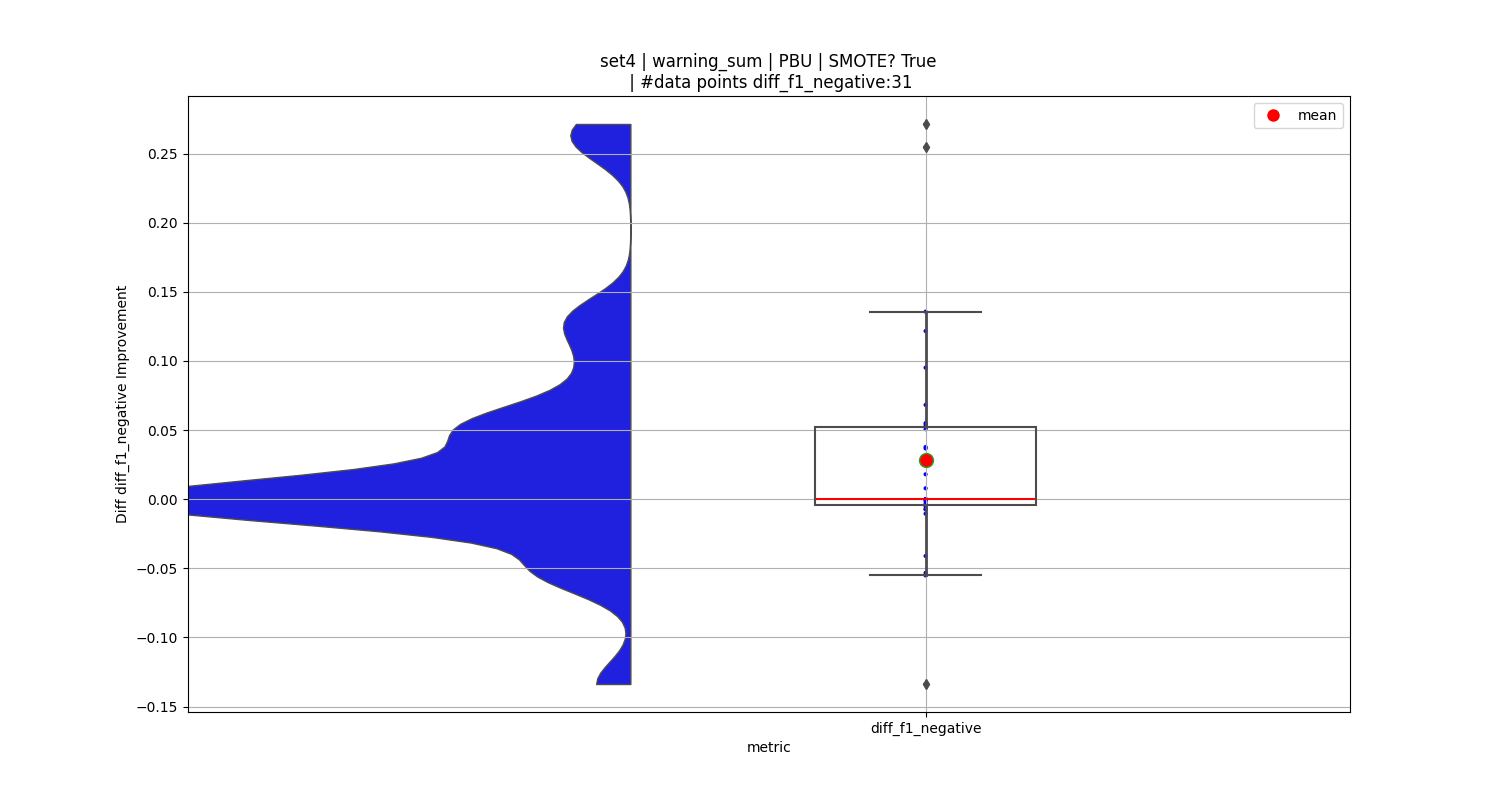 set4 | warning_sum | PBU | SMOTE? True
| #data points diff_f1_negative:31
mean
0.25
0.20
0.15
0.10
0.05
0.00
−0.05
−0.10
−0.15
Diff diff_f1_negative Improvement
diff_f1_negative
metric